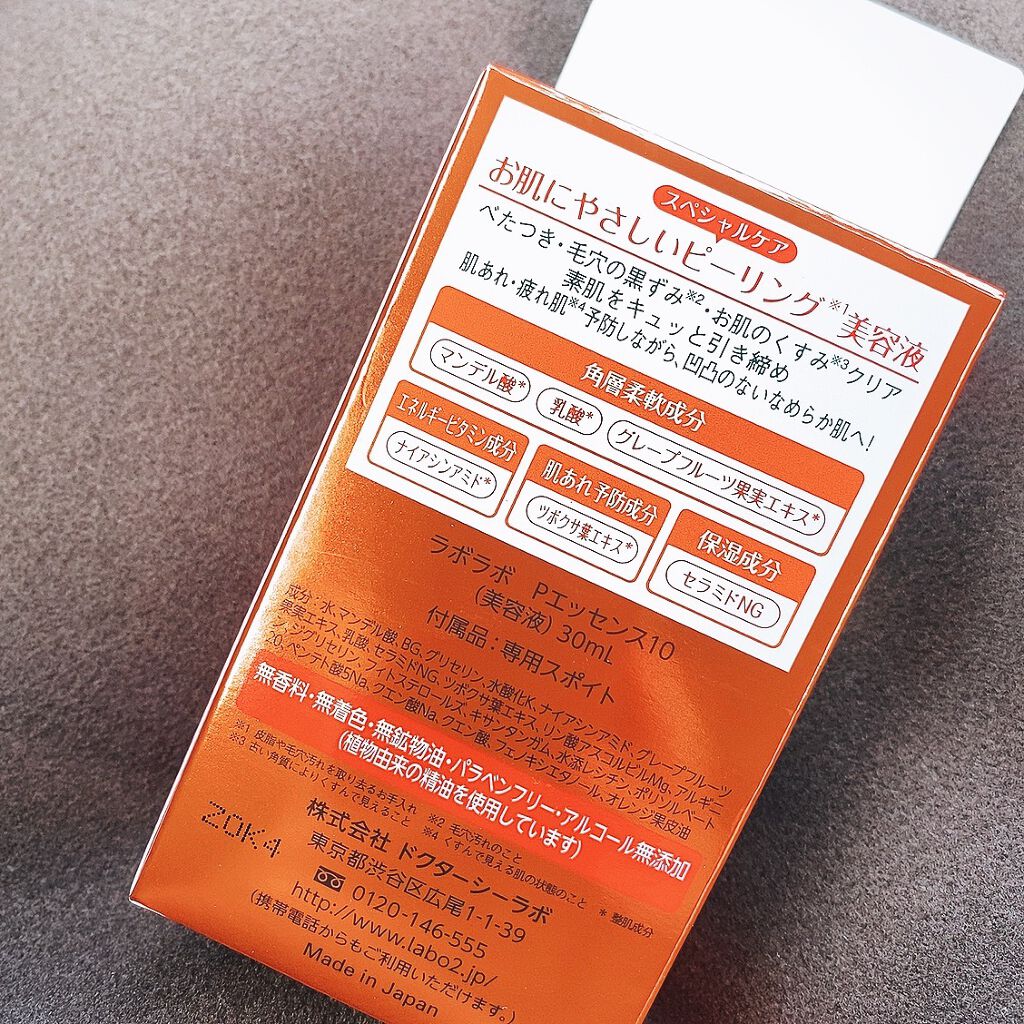 スペシャルケア
お肌にやさしいピーリング※1美容液
べたつき・毛穴の黒ずみ※2・お肌のくすみ※3クリア
素肌をキュッと引き締め
肌あれ・疲れ肌※4予防しながら、凹凸のないなめらか肌へ!
角層柔軟成分
マンデル酸* 乳酸* グレープフルーツ果実エキス*
エネルギービタミン成分
ナイアシンアミド*
肌あれ予防成分
ツボクサ葉エキス*
保湿成分
セラミドNG
ラボラボ Pエッセンス10
(美容液) 30mL
付属品:専用スポイト
成分:水、マンデル酸、BG、グリセリン、水酸化K、ナイアシンアミド、グレープフルーツ
果実エキス、乳酸、セラミドNG、ツボクサ葉エキス、リン酸アスコルビルMg、アルギニ
ン、ジグリセリン、フィトステロールズ、キサンタンガム、水添レシチン、ポリソルベート
20、ペンテト酸5Na、クエン酸Na、クエン酸、フェノキシエタノール、オレンジ果皮油
無香料・無着色・無鉱物油・パラベンフリー・アルコール無添加
(植物由来の精油を使用しています)
※1 皮脂や毛穴汚れを取り去るお手入れ ※2 毛穴汚れのこと
※3 古い角質によりくすんで見えること ※4 くすんで見える肌の状態のこと * 整肌成分
ZOK4
株式会社 ドクターシーラボ
東京都渋谷区広尾1-1-39
0120-146-555
http://www.labo2.jp/
(携帯電話からもご利用いただけます。)
Made in Japan